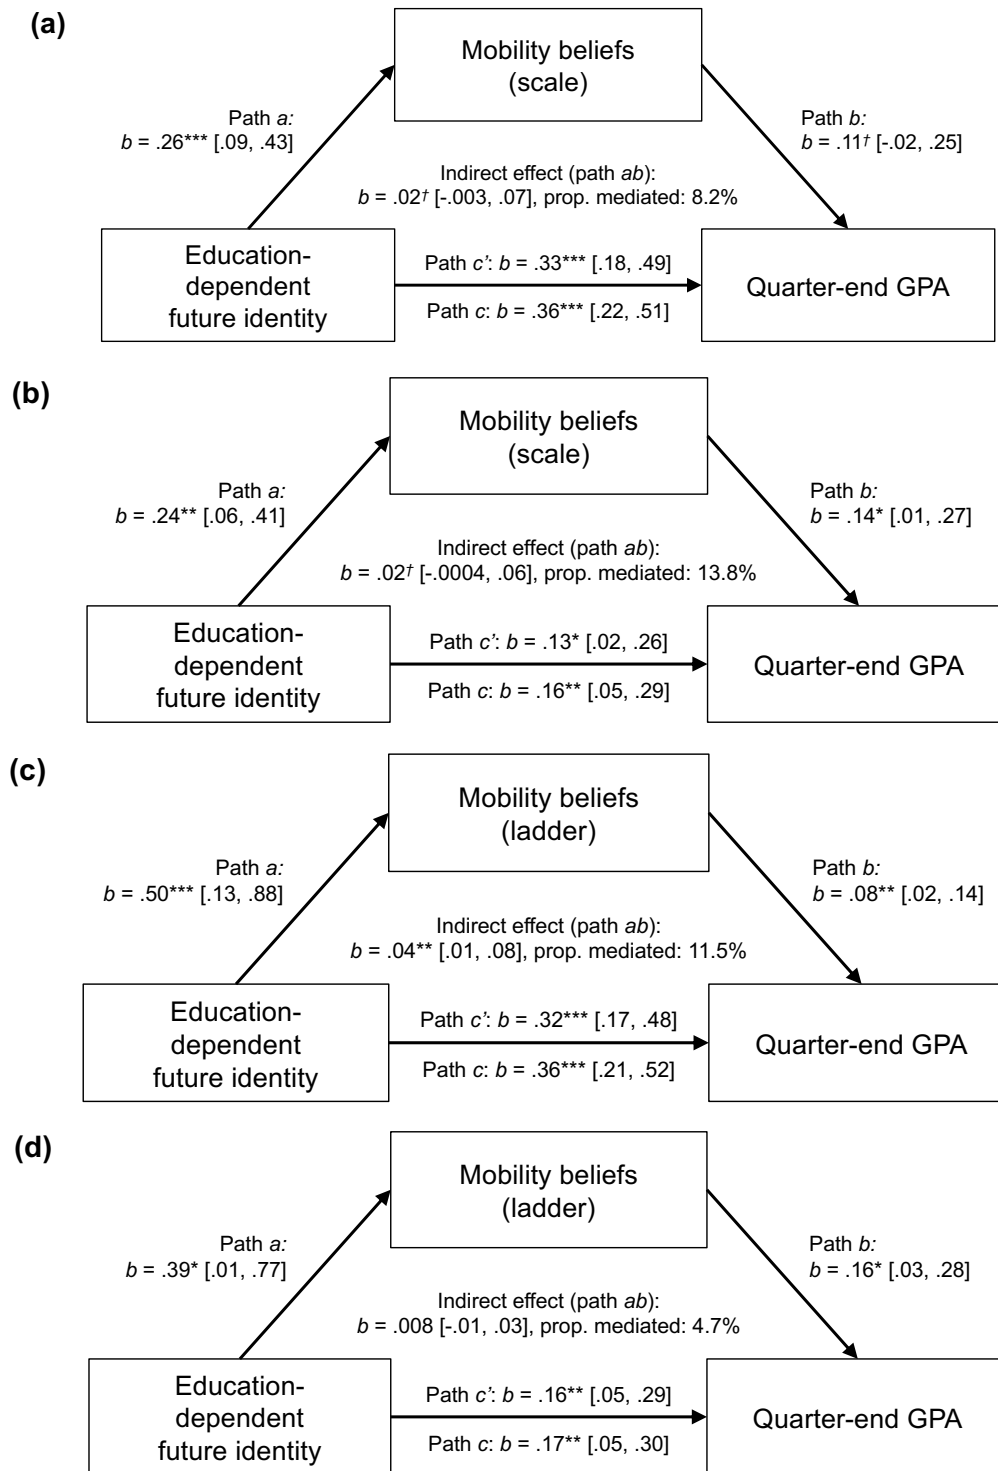 (a)
Mobility beliefs
(scale)
Path a:
b = .26*** [.09, .43]
Path b:
b = .11† [-.02, .25]
Indirect effect (path ab):
b = .02† [-.003, .07], prop. mediated: 8.2%
Education-
dependent
future identity
Path c’: b = .33*** [.18, .49]
Path c: b = .36*** [.22, .51]
Quarter-end GPA
(b)
Mobility beliefs
(scale)
Path a:
b = .24** [.06, .41]
Path b:
b = .14* [.01, .27]
Indirect effect (path ab):
b = .02† [-.0004, .06], prop. mediated: 13.8%
Education-
dependent
future identity
Path c’: b = .13* [.02, .26]
Path c: b = .16** [.05, .29]
Quarter-end GPA
(c)
Mobility beliefs
(ladder)
Path a:
b = .50*** [.13, .88]
Path b:
b = .08** [.02, .14]
Indirect effect (path ab):
b = .04** [.01, .08], prop. mediated: 11.5%
Education-
dependent
future identity
Path c’: b = .32*** [.17, .48]
Path c: b = .36*** [.21, .52]
Quarter-end GPA
(d)
Mobility beliefs
(ladder)
Path a:
b = .39* [.01, .77]
Path b:
b = .16* [.03, .28]
Indirect effect (path ab):
b = .008 [-.01, .03], prop. mediated: 4.7%
Education-
dependent
future identity
Path c’: b = .16** [.05, .29]
Path c: b = .17** [.05, .30]
Quarter-end GPA